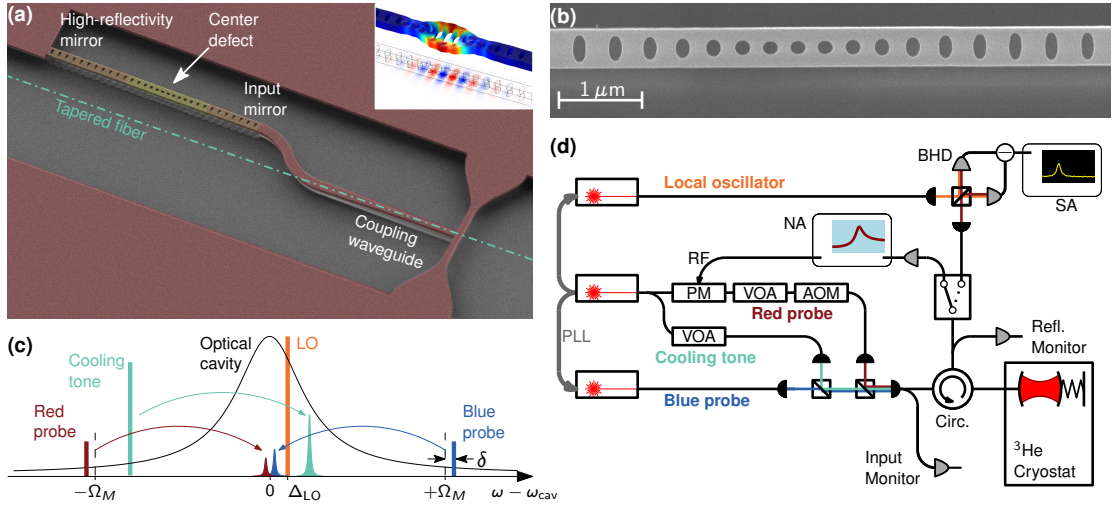 (a)
High-reflectivity
mirror
Center
defect
Input
mirror
Tapered fiber
Coupling
waveguide
(b)
1 μm
(c)
Cooling
tone
Optical
cavity
LO
Red
probe
Blue
probe
δ
−Ω_M
0
Δ_LO
+Ω_M
ω − ω_cav
(d)
BHD
Local oscillator
SA
NA
RF
PM
VOA
AOM
Red probe
PLL
VOA
Cooling tone
Refl.
Monitor
Blue probe
Circ.
Input
Monitor
³He
Cryostat